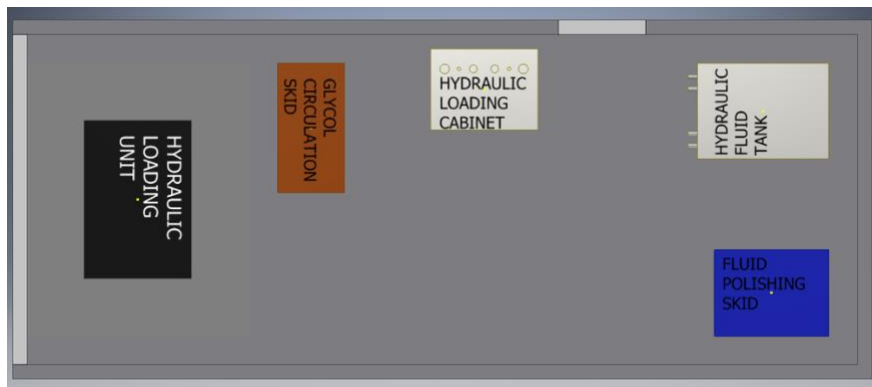 HYDRAULIC
LOADING
UNIT
GLYCOL
CIRCULATION
SKID
HYDRAULIC
LOADING
CABINET
HYDRAULIC
FLUID
TANK
FLUID
POLISHING
SKID